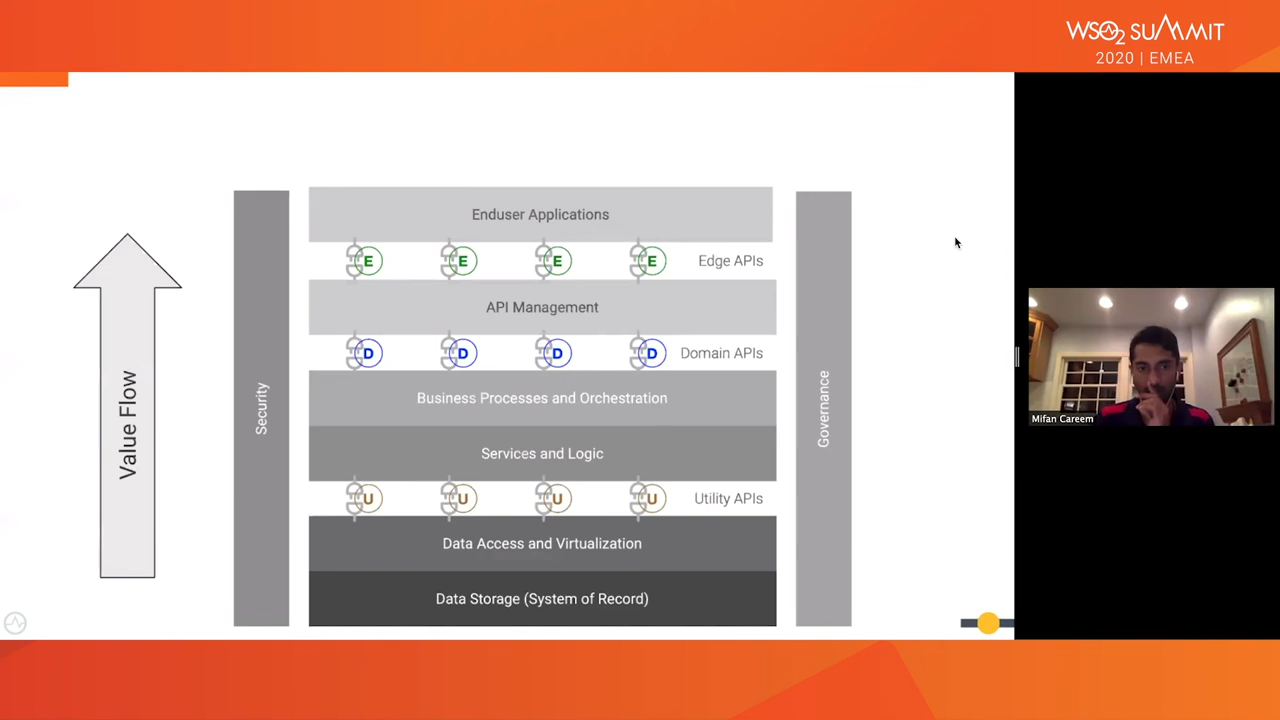 WSO2 SUMMIT
2020 | EMEA
Enduser Applications
E E E E Edge APIs
API Management
D D D D Domain APIs
Business Processes and Orchestration
Services and Logic
U U U U Utility APIs
Data Access and Virtualization
Data Storage (System of Record)
Value Flow
Security
Governance
Mifan Careem